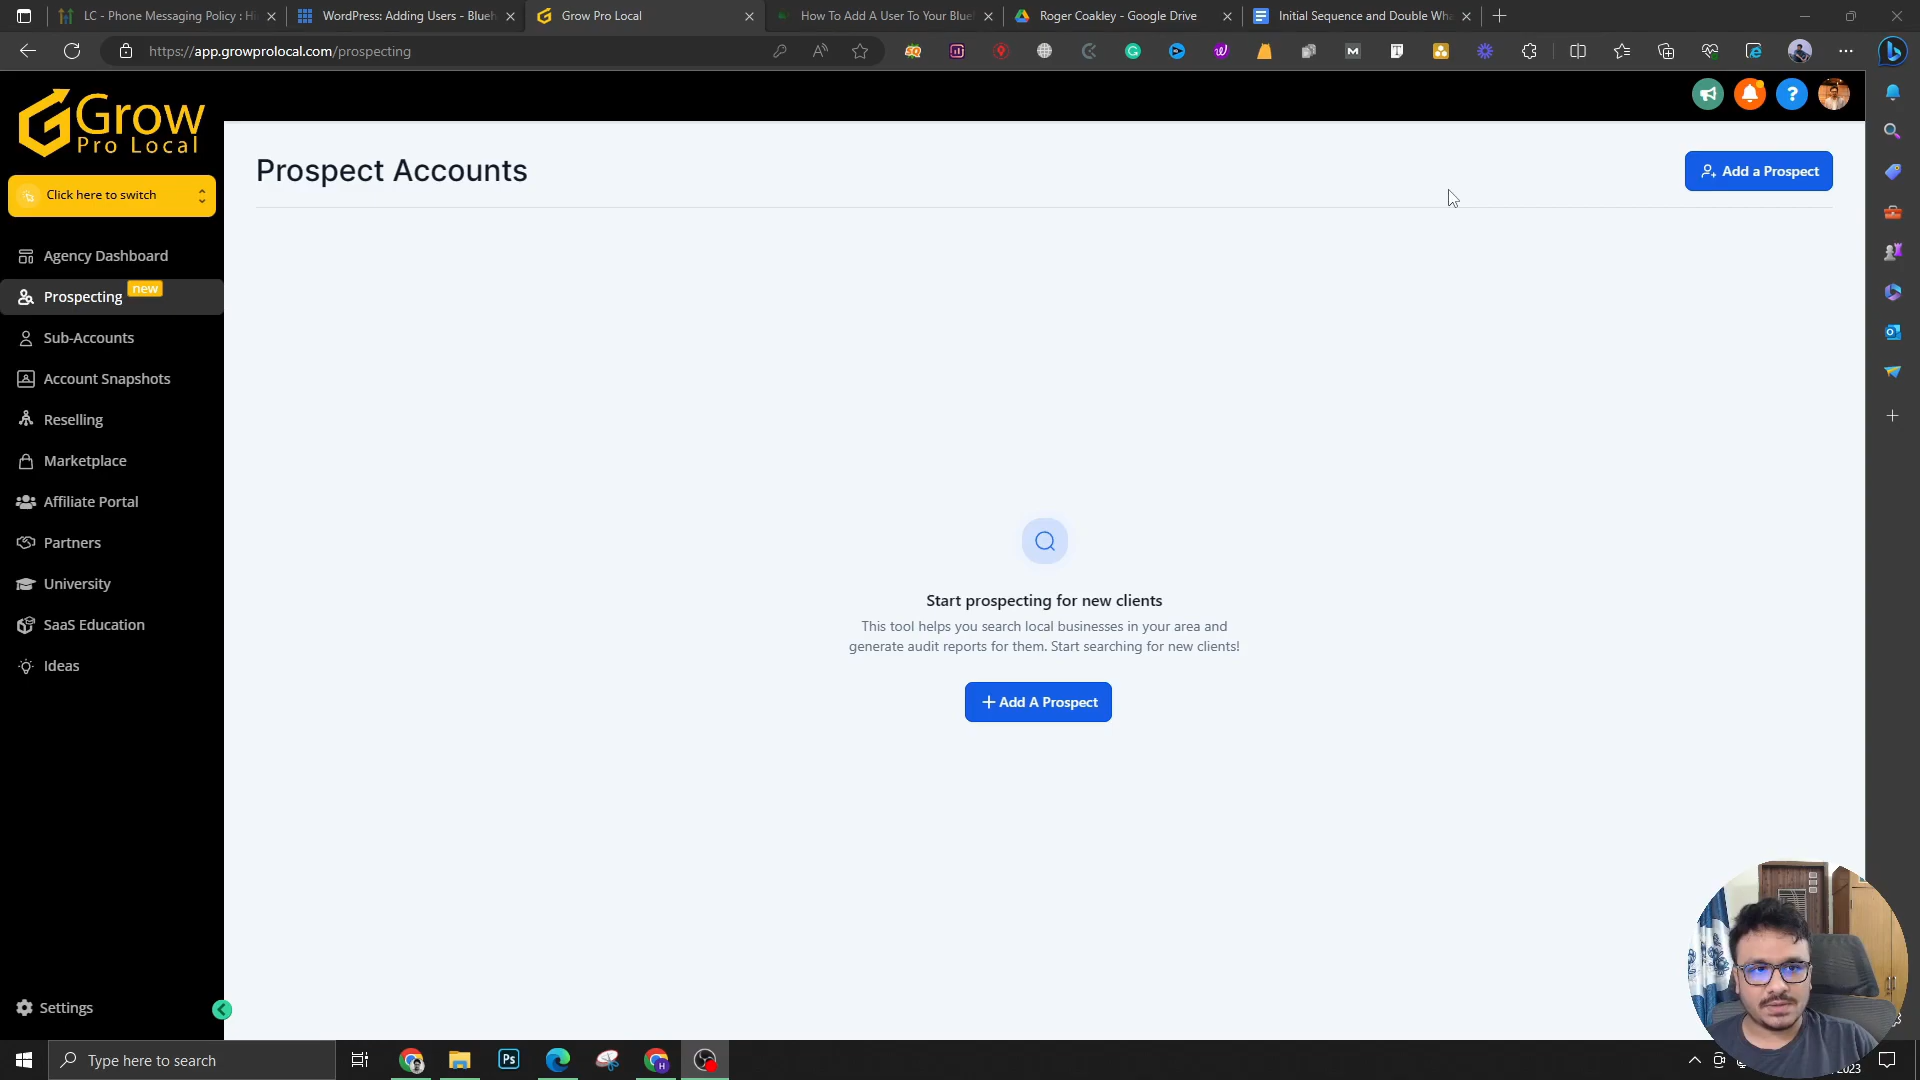 LC - Phone Messaging Policy : Hi
WordPress: Adding Users - Blueh
Grow Pro Local
How To Add A User To Your Blue
Roger Coakley - Google Drive
Initial Sequence and Double Wha
https://app.growprolocal.com/prospecting
Grow
Pro Local
Click here to switch
Agency Dashboard
Prospecting
new
Sub-Accounts
Account Snapshots
Reselling
Marketplace
Affiliate Portal
Partners
University
SaaS Education
Ideas
Settings
Prospect Accounts
Add a Prospect
Start prospecting for new clients
This tool helps you search local businesses in your area and
generate audit reports for them. Start searching for new clients!
+ Add A Prospect
Type here to search
Ps
2023